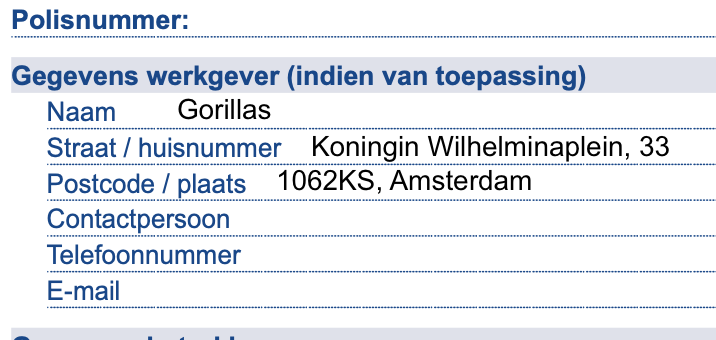 Polisnummer:
Gegevens werkgever (indien van toepassing)
Naam Gorillas
Straat / huisnummer Koningin Wilhelminaplein, 33
Postcode / plaats 1062KS, Amsterdam
Contactpersoon
Telefoonnummer
E-mail